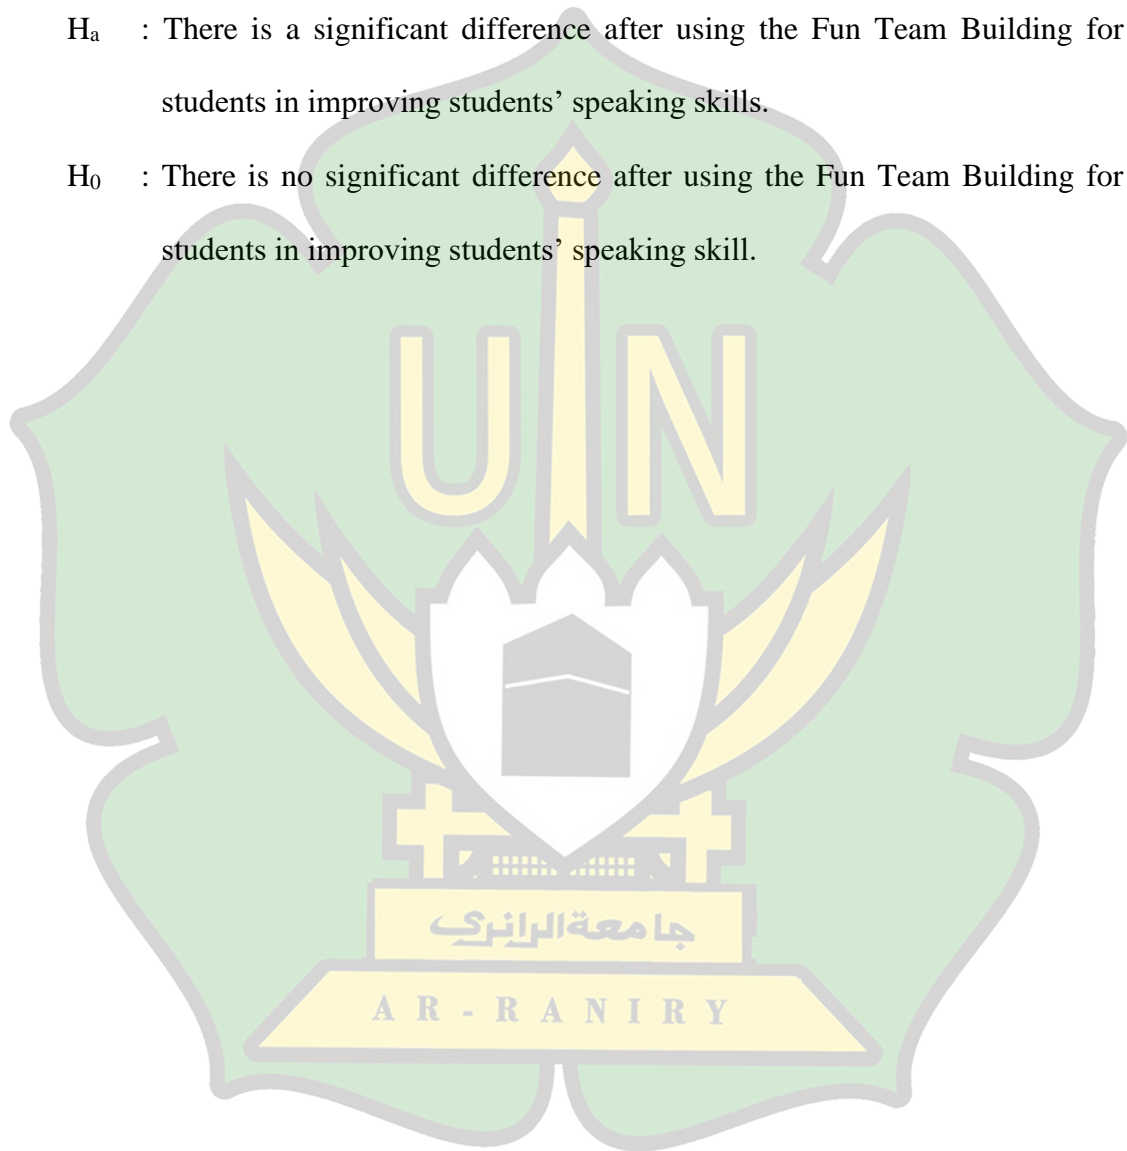 Hₐ : There is a significant difference after using the Fun Team Building for
students in improving students’ speaking skills.
H₀ : There is no significant difference after using the Fun Team Building for
students in improving students’ speaking skill.
UIN
جامعة الرانري
AR - RANIRY